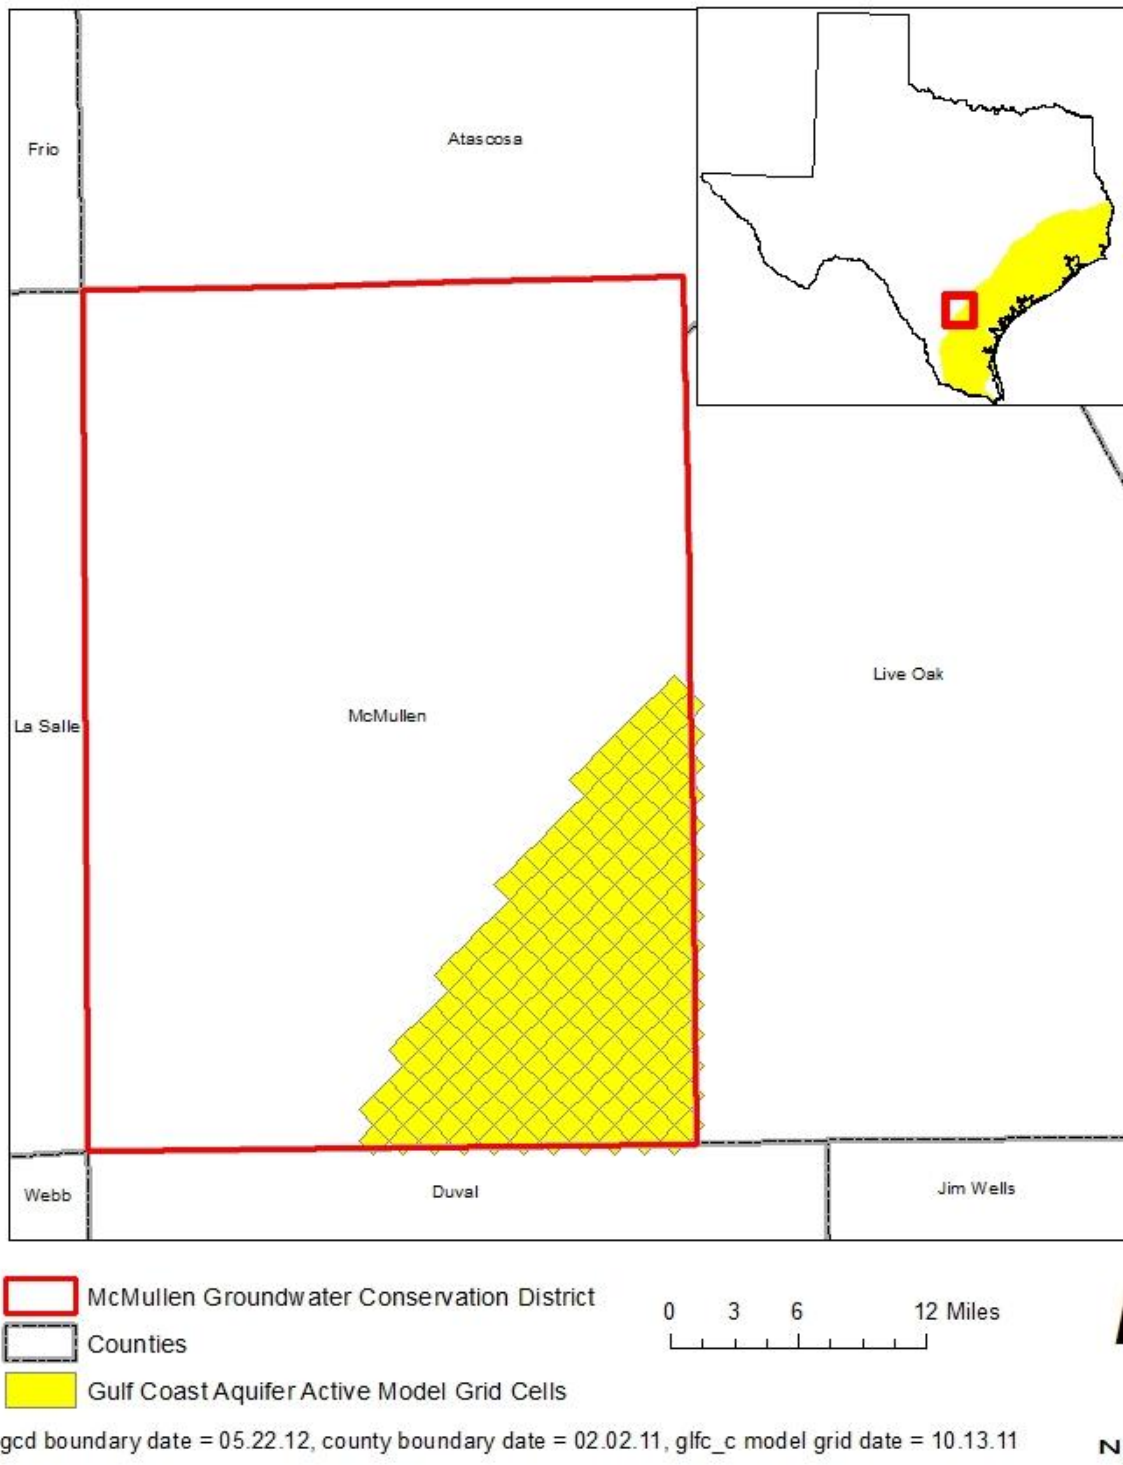 Frio
Atascosa
Live Oak
McMullen
La Salle
Webb
Duval
Jim Wells
McMullen Groundwater Conservation District
0 3 6 12 Miles
Counties
Gulf Coast Aquifer Active Model Grid Cells
gcd boundary date = 05.22.12, county boundary date = 02.02.11, glfc_c model grid date = 10.13.11